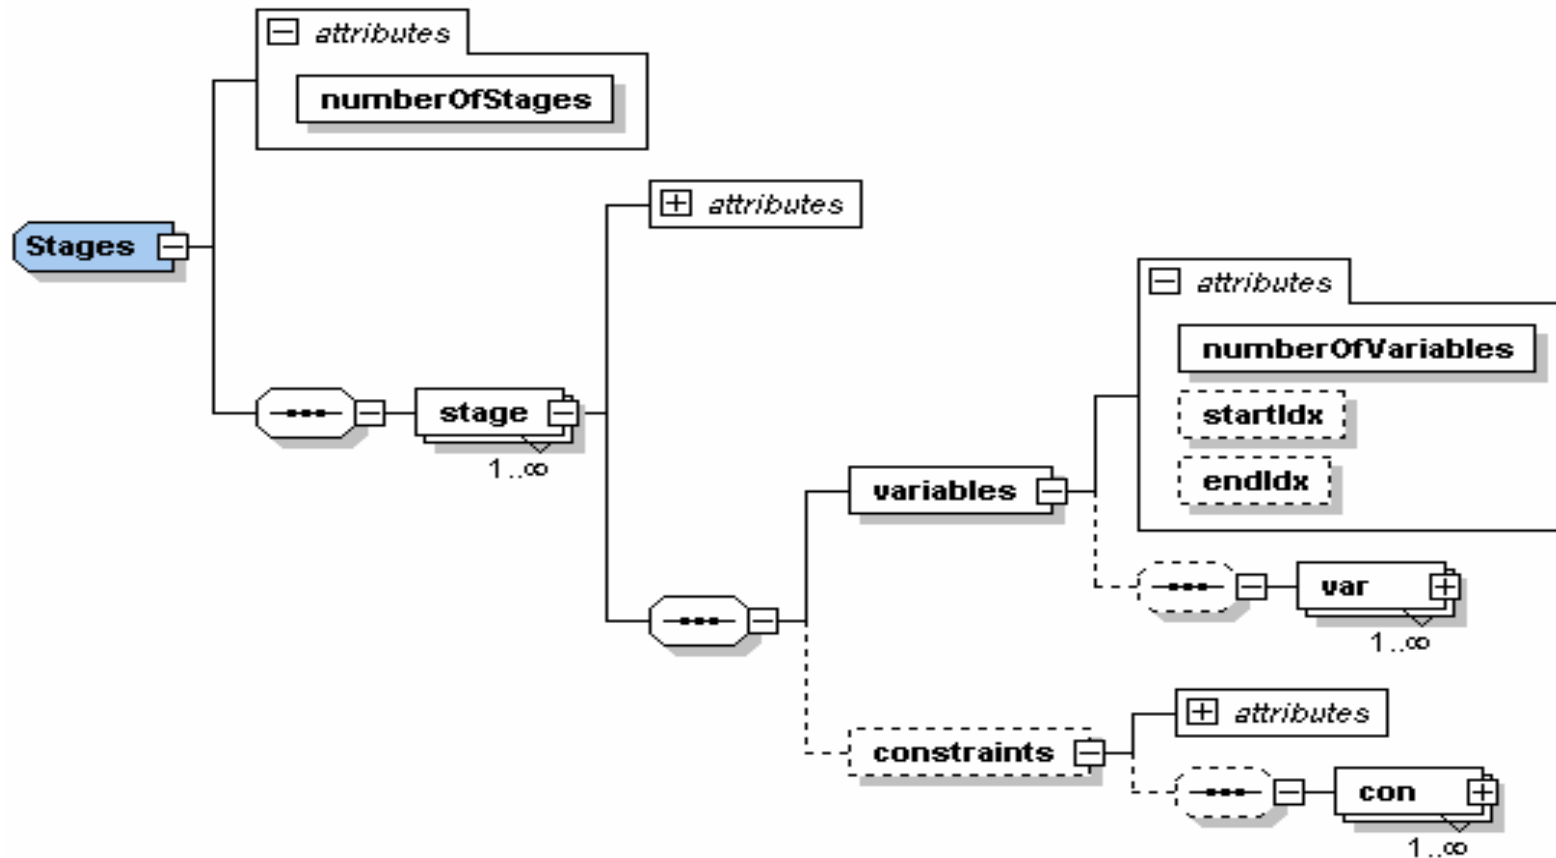 attributes
numberOfStages
attributes
Stages
attributes
numberOfVariables
stage
startIdx
1..∞
variables
endIdx
var
1..∞
attributes
constraints
con
1..∞